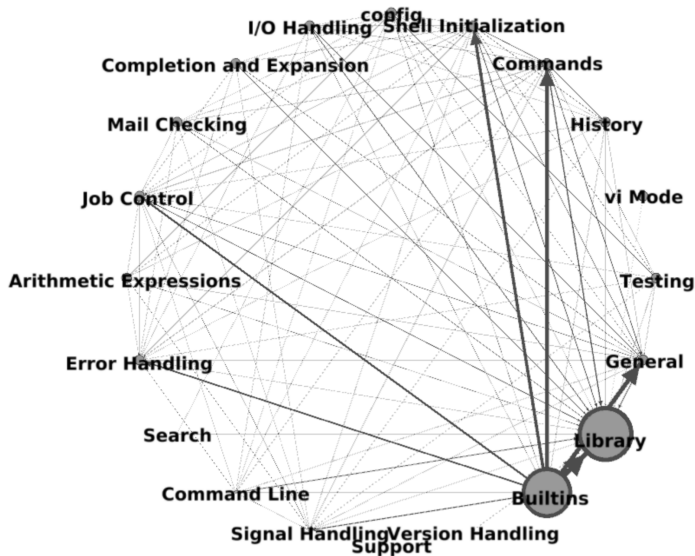 config
I/O Handling
Shell Initialization
Completion and Expansion
Commands
Mail Checking
History
Job Control
vi Mode
Arithmetic Expressions
Testing
Error Handling
General
Search
Library
Command Line
Builtins
Signal Handling
Version Handling
Support